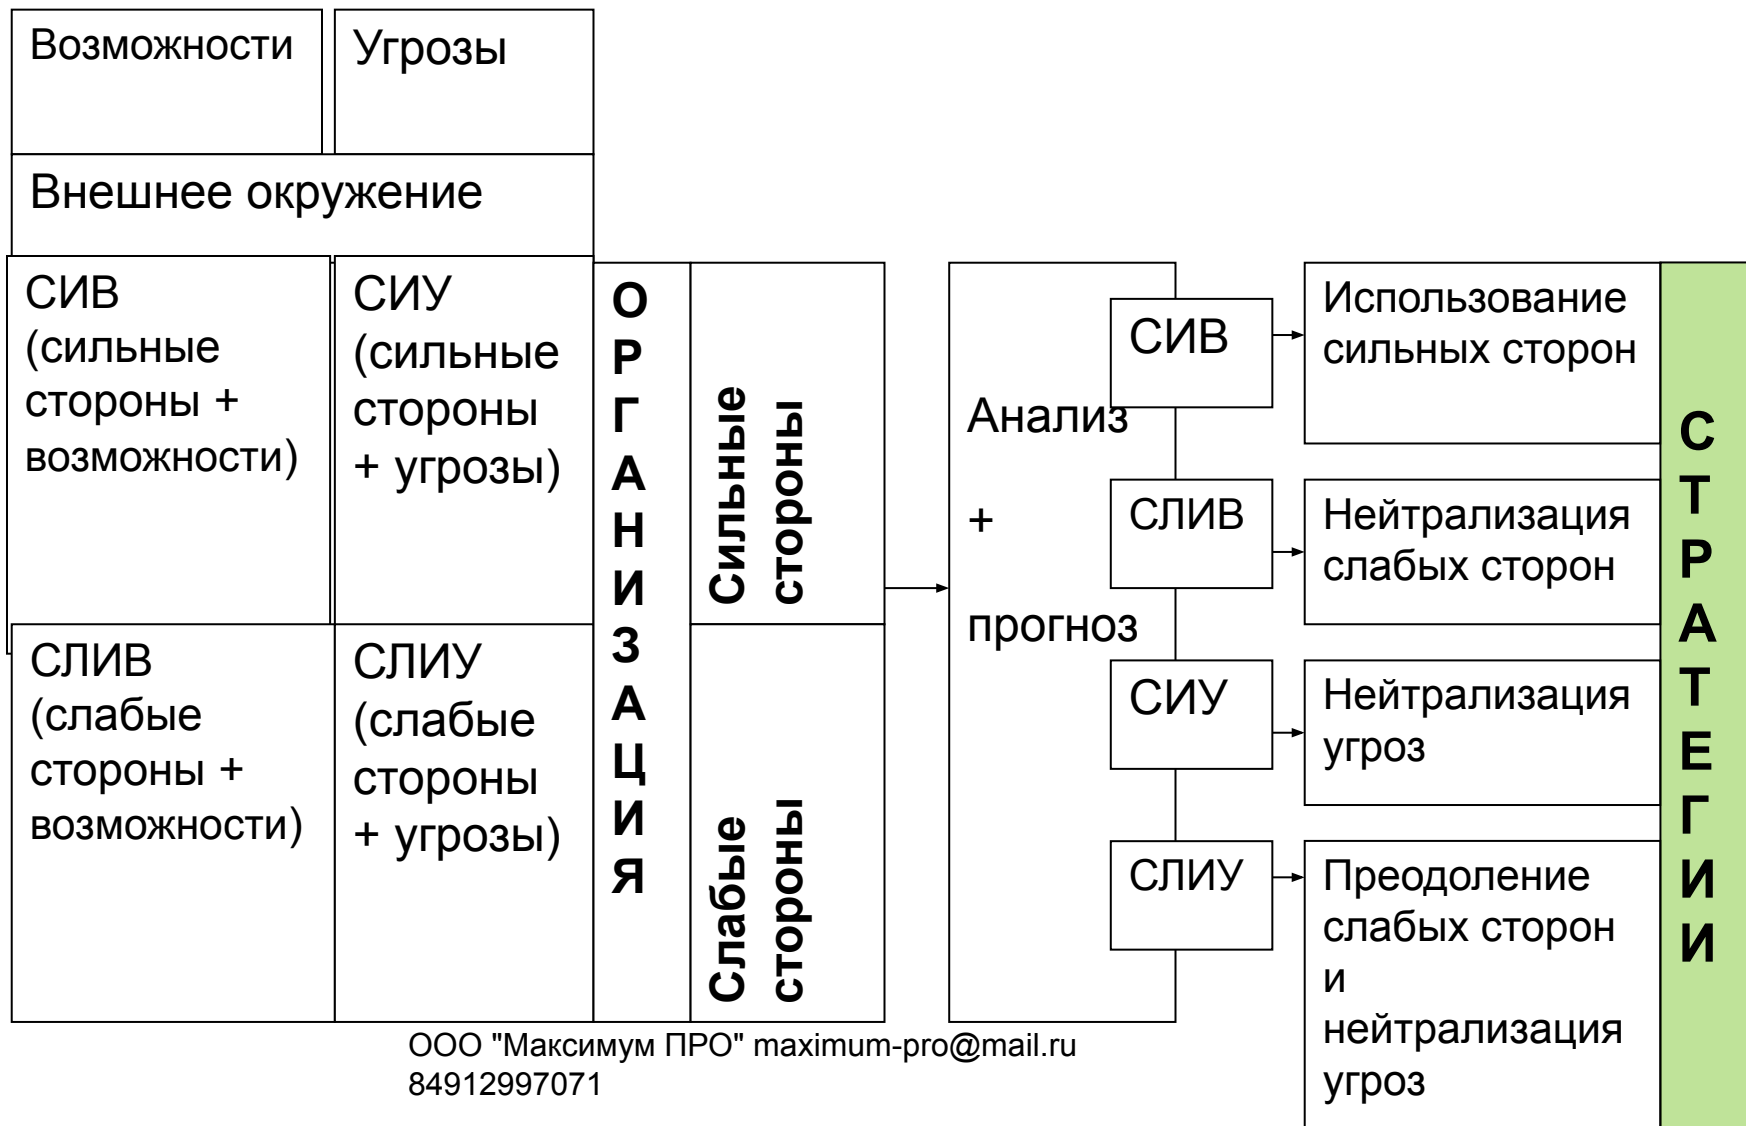 Возможности
Угрозы
Внешнее окружение
СИВ
(сильные
стороны +
возможности)
СИУ
(сильные
стороны
+ угрозы)
СЛИВ
(слабые
стороны +
возможности)
СЛИУ
(слабые
стороны
+ угрозы)
О
Р
Г
А
Н
И
З
А
Ц
И
Я
Сильные
стороны
Слабые
стороны
Анализ
+
прогноз
СИВ
СЛИВ
СИУ
СЛИУ
Использование
сильных сторон
Нейтрализация
слабых сторон
Нейтрализация
угроз
Преодоление
слабых сторон
и
нейтрализация
угроз
С
Т
Р
А
Т
Е
Г
И
И
ООО "Максимум ПРО" maximum-pro@mail.ru
84912997071